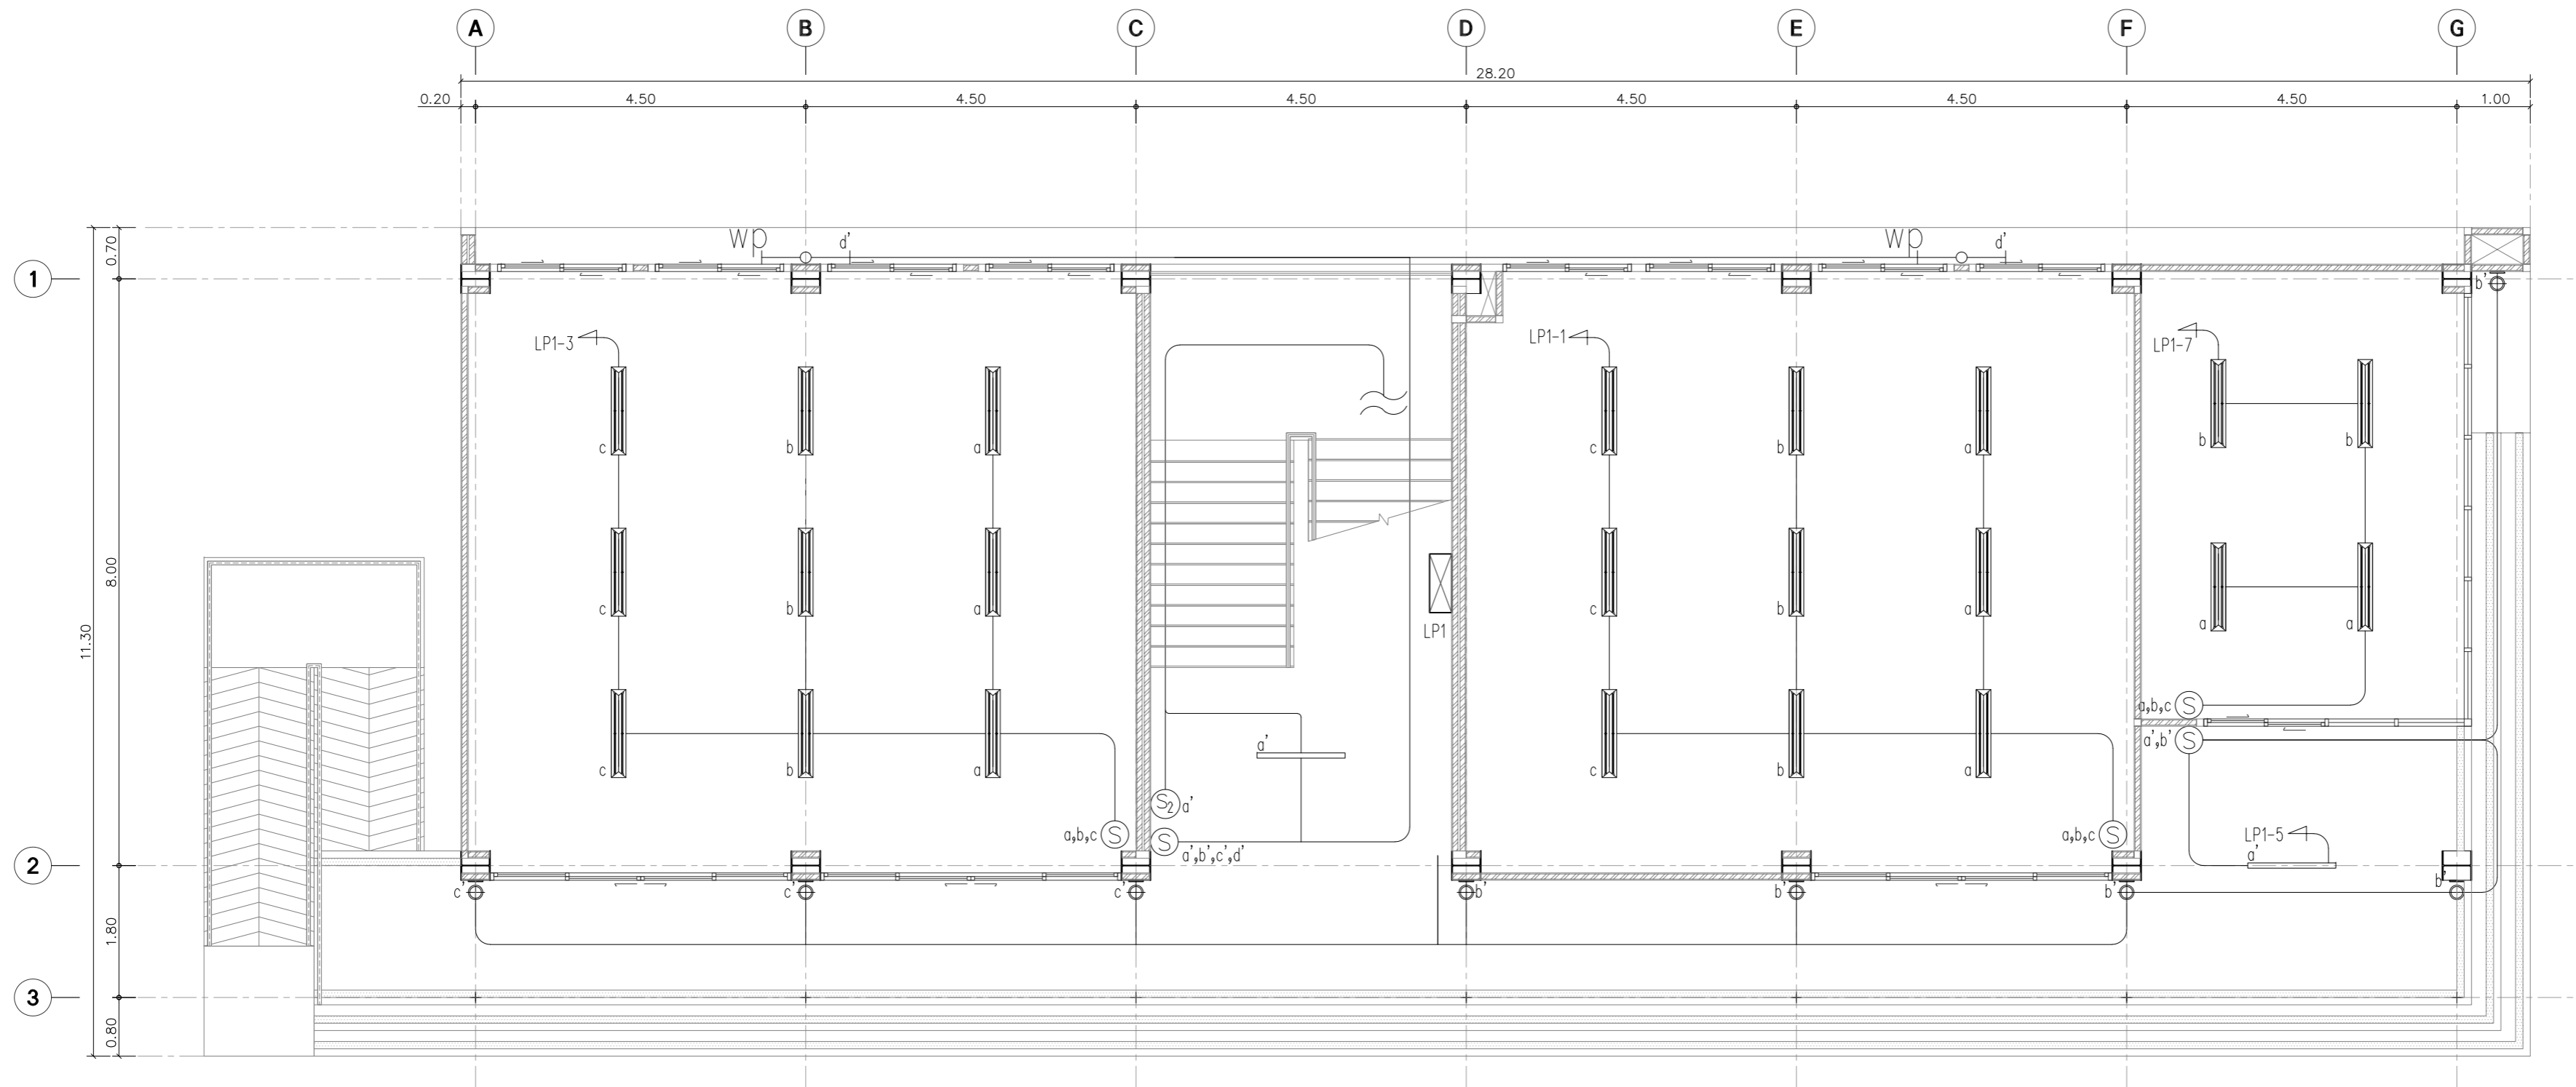 A B C D E F G
28.20
0.20 4.50 4.50 4.50 4.50 4.50 4.50 1.00
0.70
Wp d' Wp d'
1
b'
LP1-3 LP1-1 LP1-7
c b a c b a b b
8.00
11.30
c b a c b a a a
LP1
a,b,c S
a',b' S
a'
c b a c b a
S2 a'
a,b,c S S a,b,c S LP1-5
a',b',c',d' a'
2
c' c' c' b' b' b' b'
1.80
3
0.80